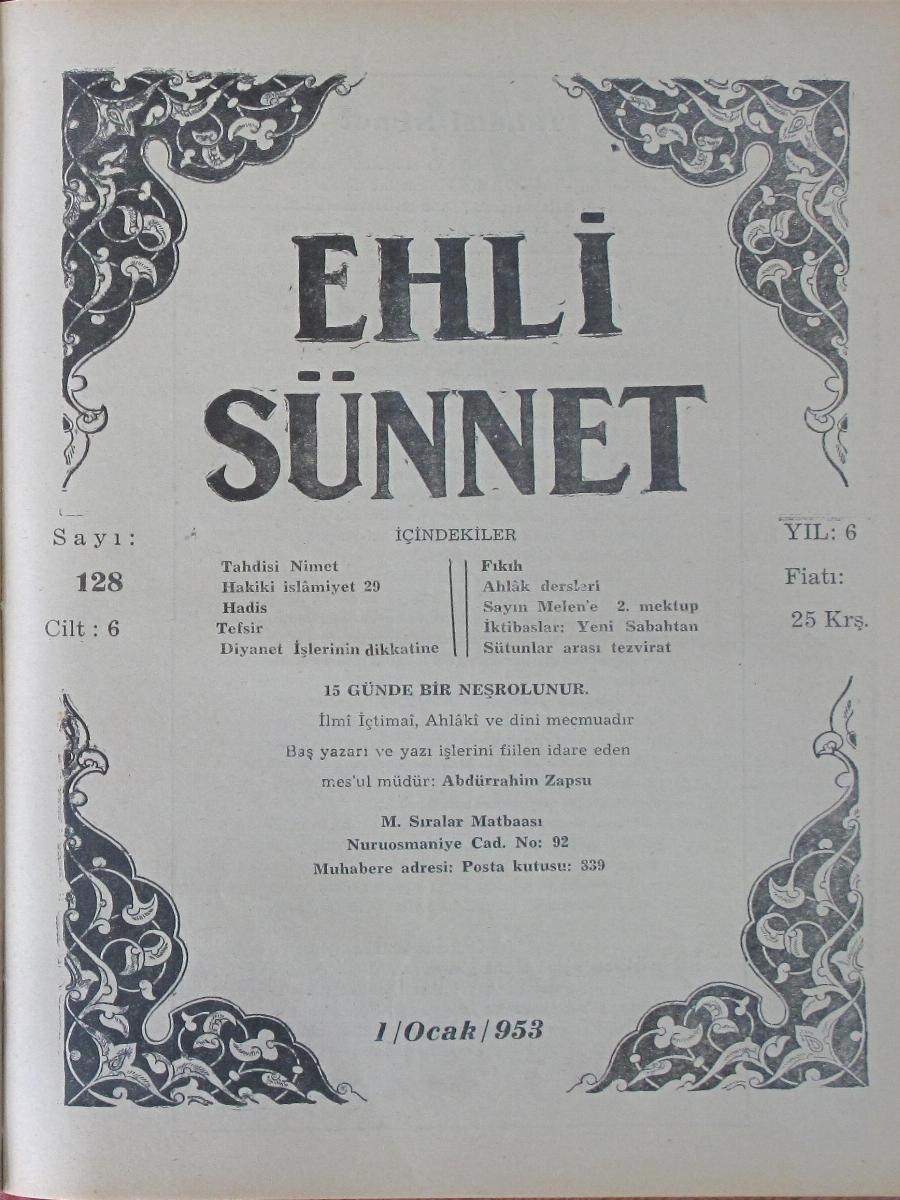 EHLİ
SÜNNET
Sayı:
128
Cilt : 6
YIL: 6
Fiatı:
25 Krş.
İÇİNDEKİLER
Tahdisi Nimet
Hakiki islâmiyet 29
Hadis
Tefsir
Diyanet İşlerinin dikkatine
Fıkıh
Ahlâk dersleri
Sayın Melen'e 2. mektup
İktibaslar: Yeni Sabahtan
Sütunlar arası tezvirat
15 GÜNDE BİR NEŞROLUNUR.
İlmî İçtimaî, Ahlâkî ve dini mecmuadır
Baş yazarı ve yazı işlerini fiilen idare eden
mes'ul müdür: Abdürrahim Zapsu
M. Sıralar Matbaası
Nuruosmaniye Cad. No: 92
Muhabere adresi: Posta kutusu: 339
1/Ocak/953